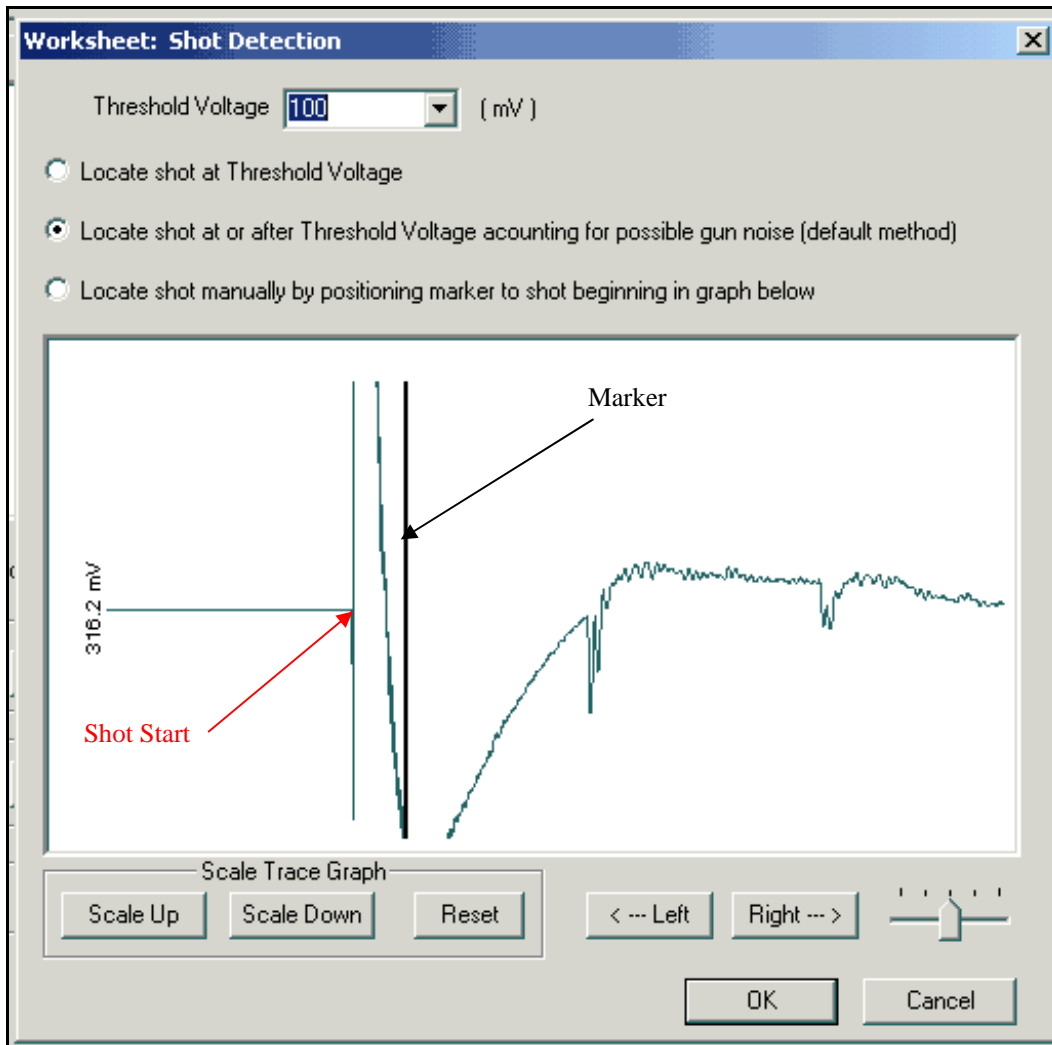 Worksheet: Shot Detection
Threshold Voltage 100 ( mV )
Locate shot at Threshold Voltage
Locate shot at or after Threshold Voltage acounting for possible gun noise (default method)
Locate shot manually by positioning marker to shot beginning in graph below
Marker
316.2 mV
Shot Start
Scale Trace Graph
Scale Up Scale Down Reset < --- Left Right --- >
OK Cancel